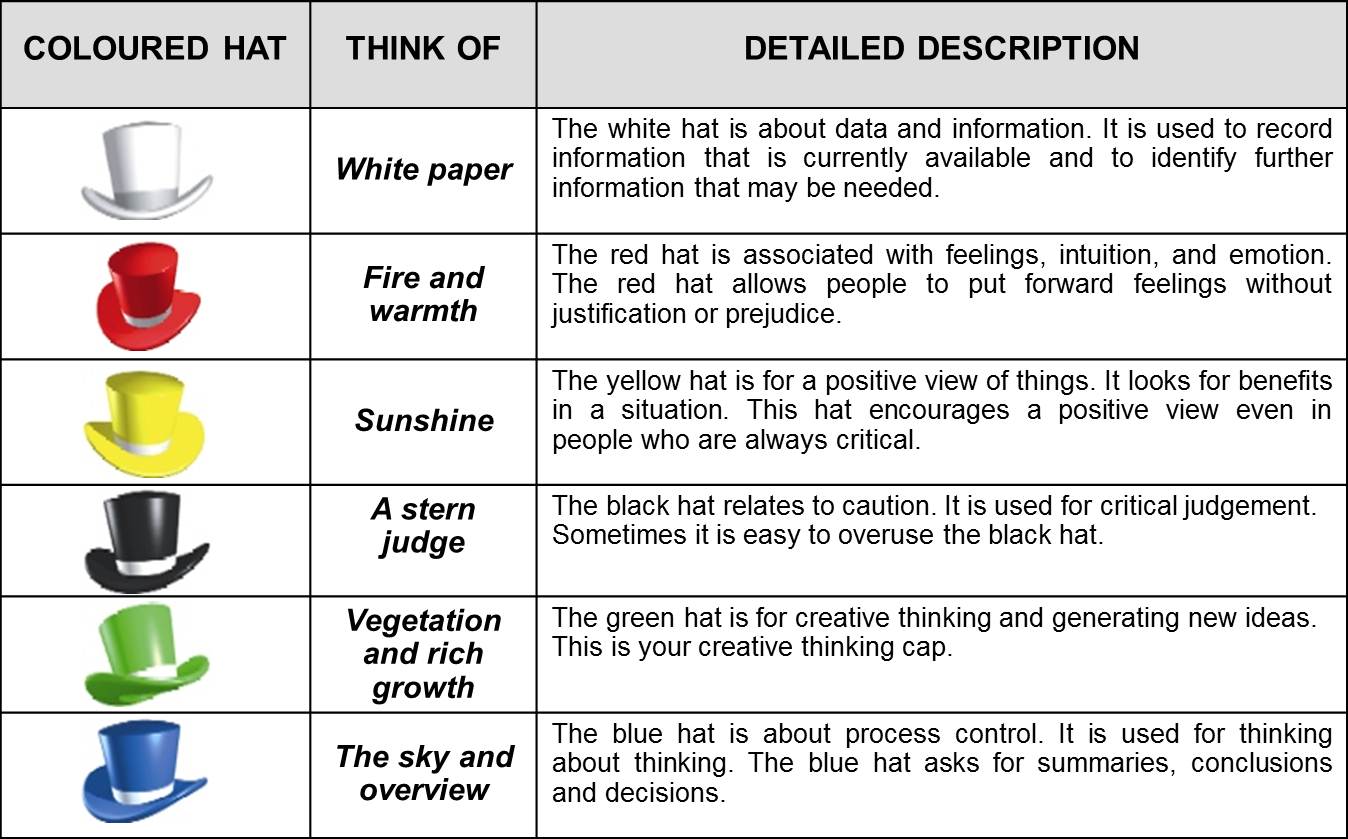 COLOURED HAT
THINK OF
DETAILED DESCRIPTION
White paper
The white hat is about data and information. It is used to record
information that is currently available and to identify further
information that may be needed.
Fire and
warmth
The red hat is associated with feelings, intuition, and emotion.
The red hat allows people to put forward feelings without
justification or prejudice.
Sunshine
The yellow hat is for a positive view of things. It looks for benefits
in a situation. This hat encourages a positive view even in
people who are always critical.
A stern
judge
The black hat relates to caution. It is used for critical judgement.
Sometimes it is easy to overuse the black hat.
Vegetation
and rich
growth
The green hat is for creative thinking and generating new ideas.
This is your creative thinking cap.
The sky and
overview
The blue hat is about process control. It is used for thinking
about thinking. The blue hat asks for summaries, conclusions
and decisions.